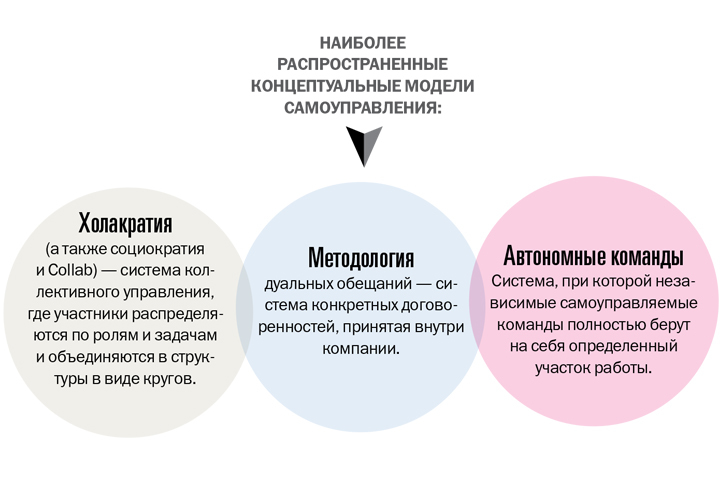 НАИБОЛЕЕ
РАСПРОСТРАНЕННЫЕ
КОНЦЕПТУАЛЬНЫЕ МОДЕЛИ
САМОУПРАВЛЕНИЯ:
Холакратия
(а также социократия
и Collab) — система кол-
лективного управления,
где участники распределя-
ются по ролям и задачам
и объединяются в струк-
туры в виде кругов.
Методология
дуальных обещаний — си-
стема конкретных догово-
ренностей, принятая внутри
компании.
Автономные команды
Система, при которой неза-
висимые самоуправляемые
команды полностью берут
на себя определенный
участок работы.